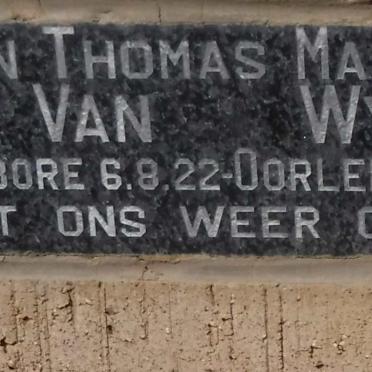 N THOMAS MA
VAN WY
BORE 6.8.22-OORLE
T ONS WEER